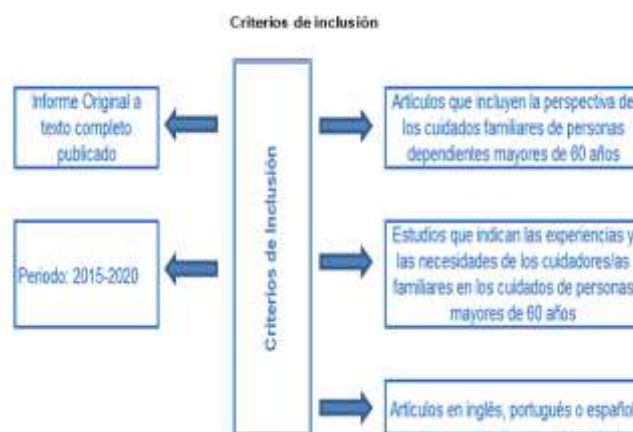 Criterios de inclusión
Informe Original a
texto completo
publicado
Periodo: 2015-2020
Criterios de Inclusión
Artículos que incluyen la perspectiva de
los cuidados familiares de personas
dependientes mayores de 60 años
Estudios que indican las experiencias y
las necesidades de los cuidadores/as
familiares en los cuidados de personas
mayores de 60 años
Artículos en inglés, portugués o español